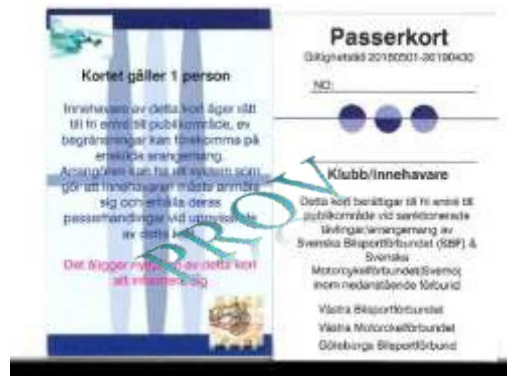 Kortet gäller 1 person
Innehavare av detta kort äger rätt
till fri entré till publikområde, ev
begränsningar kan förekomma på
enskilda arrangemang.
Arrangören kan ha ett system som
gör att innehavaren måste anmäla
sig och erhålla deras
passerhandlingar vid uppvisande
av detta kort
Det åligger av detta kort
att informera sig
PROV
Passerkort
Giltighetstid 20180501-20190430
NO:
Klubb/Innehavare
Detta kort berättigar till fri entré till
publikområde vid sanktionerade
tävlingar/arrangemang av
Svenska Bilsportförbundet (SBF) &
Svenska
Motorcykelförbundet(Svemo)
inom nedanstående förbund
Västra Bilsportförbundet
Västra Motorcykelförbundet
Göteborgs Bilsportförbund